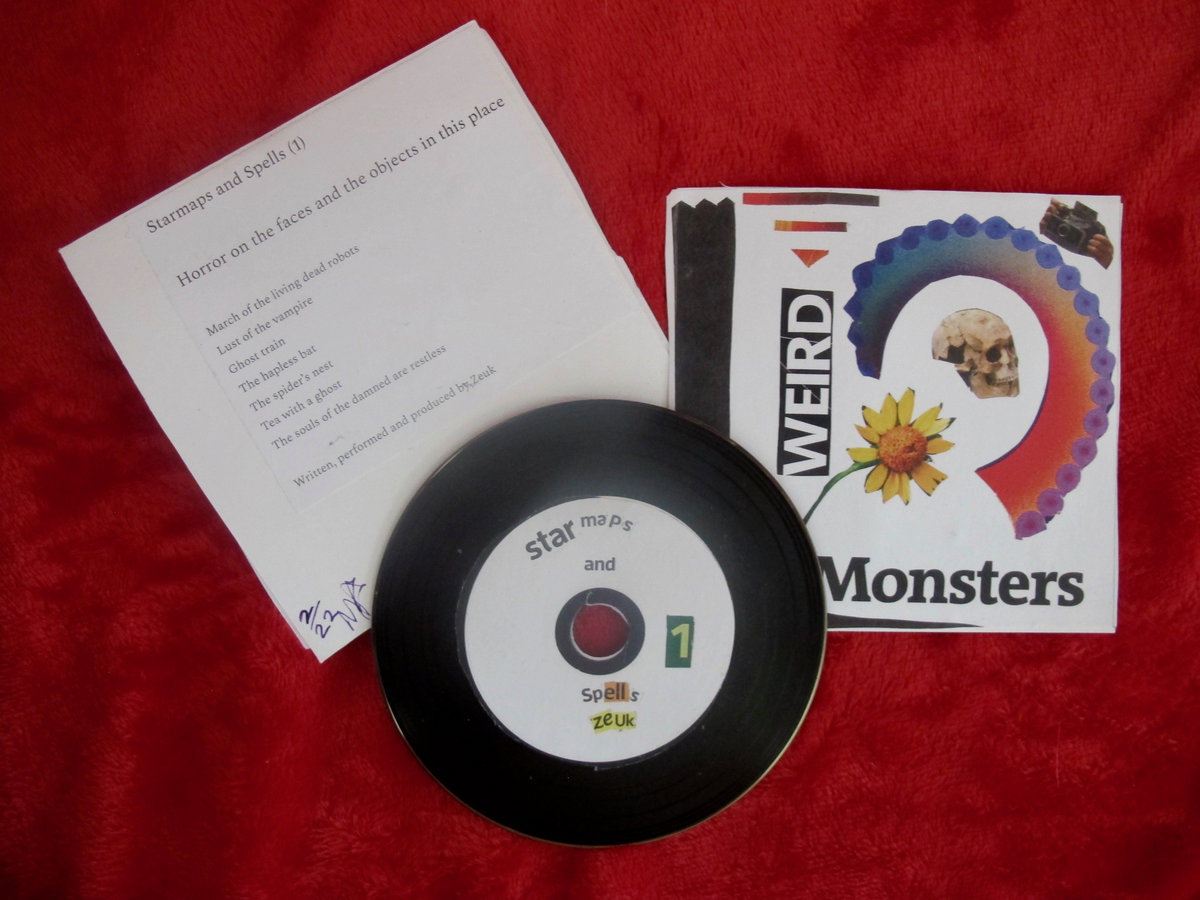 Starmaps and Spells (1)
Horror on the faces and the objects in this place
March of the living dead robots
Lust of the vampire
Ghost train
The hapless bat
The spider's nest
Tea with a ghost
The souls of the damned are restless
Written, performed and produced by Zeuk
2/22
WEIRD
Monsters
star maps
and
Spells
zeUk
1